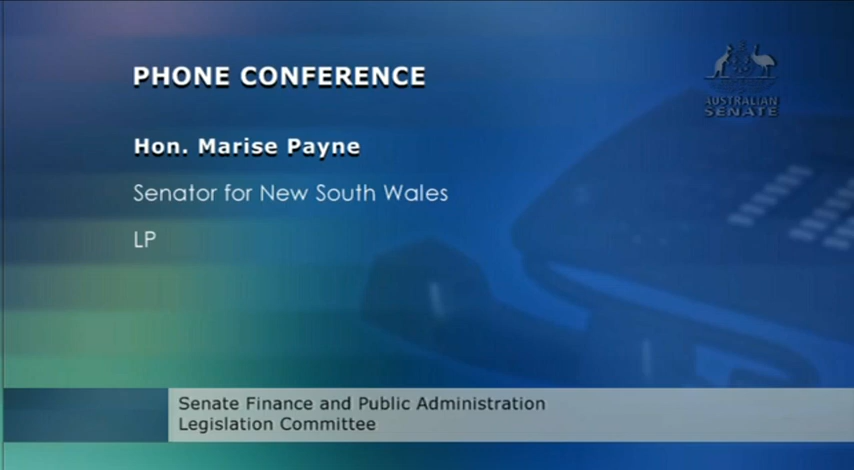 PHONE CONFERENCE
AUSTRALIAN
SENATE
Hon. Marise Payne
Senator for New South Wales
LP
Senate Finance and Public Administration
Legislation Committee